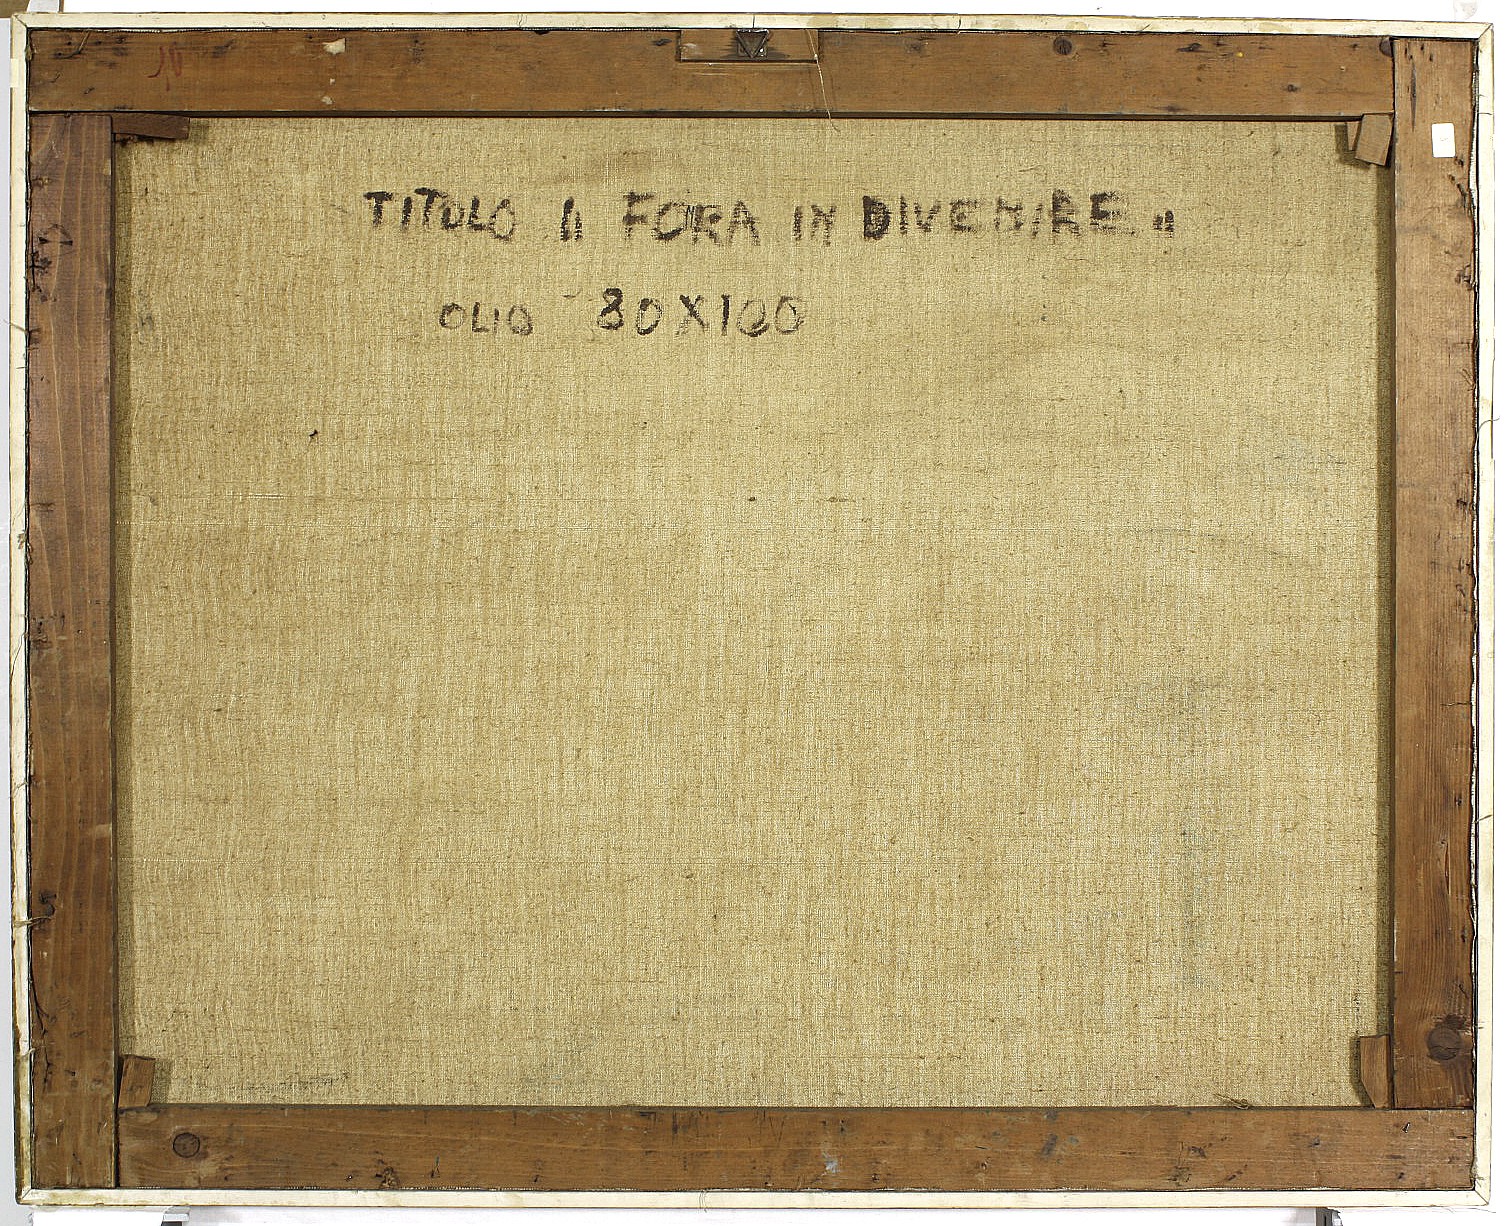 TITOLO " FORA IN DIVENIRE. "
OLIO 80X100